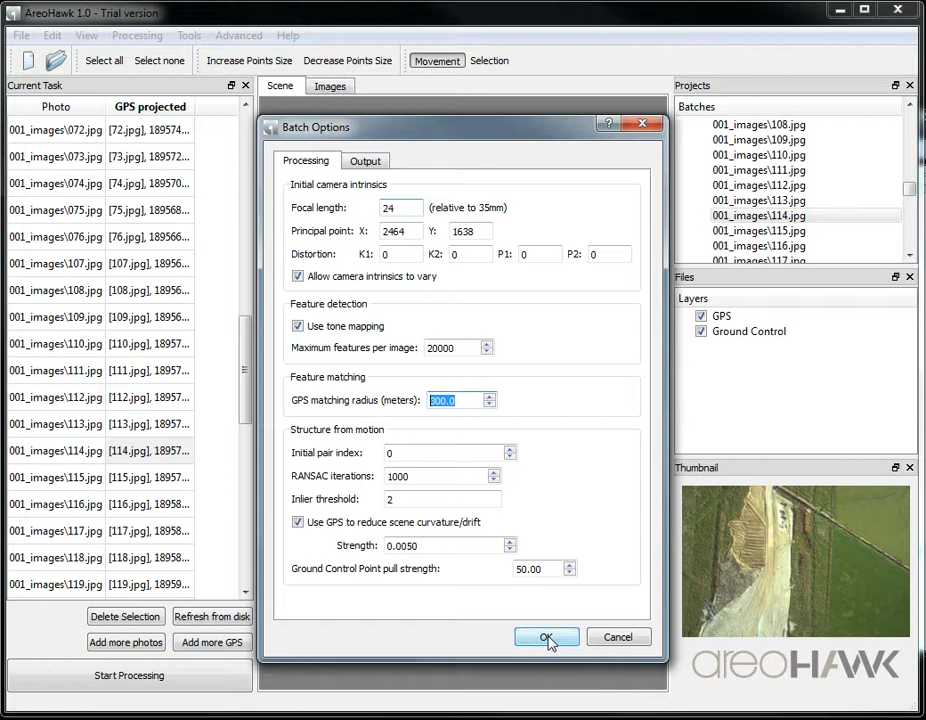 AreoHawk 1.0 - Trial version
File Edit View Processing Tools Advanced Help
Select all Select none Increase Points Size Decrease Points Size Movement Selection
Current Task
Photo GPS projected
001_images\072.jpg [72.jpg], 189574...
001_images\073.jpg [73.jpg], 189572...
001_images\074.jpg [74.jpg], 189570...
001_images\075.jpg [75.jpg], 189568...
001_images\076.jpg [76.jpg], 189566...
001_images\107.jpg [107.jpg], 18956...
001_images\108.jpg [108.jpg], 18956...
001_images\109.jpg [109.jpg], 18956...
001_images\110.jpg [110.jpg], 18957...
001_images\111.jpg [111.jpg], 18957...
001_images\112.jpg [112.jpg], 18957...
001_images\113.jpg [113.jpg], 18957...
001_images\114.jpg [114.jpg], 18957...
001_images\115.jpg [115.jpg], 18957...
001_images\116.jpg [116.jpg], 18958...
001_images\117.jpg [117.jpg], 18958...
001_images\118.jpg [118.jpg], 18958...
001_images\119.jpg [119.jpg], 18959...
Delete Selection Refresh from disk
Add more photos Add more GPS
Start Processing
Scene Images
Batch Options
Processing Output
Initial camera intrinsics
Focal length: 24 (relative to 35mm)
Principal point: X: 2464 Y: 1638
Distortion: K1: 0 K2: 0 P1: 0 P2: 0
Allow camera intrinsics to vary
Feature detection
Use tone mapping
Maximum features per image: 20000
Feature matching
GPS matching radius (meters): 300.0
Structure from motion
Initial pair index: 0
RANSAC iterations: 1000
Inlier threshold: 2
Use GPS to reduce scene curvature/drift
Strength: 0.0050
Ground Control Point pull strength: 50.00
OK Cancel
Projects
Batches
001_images\108.jpg
001_images\109.jpg
001_images\110.jpg
001_images\111.jpg
001_images\112.jpg
001_images\113.jpg
001_images\114.jpg
001_images\115.jpg
001_images\116.jpg
001_images\117.jpg
Files
Layers
GPS
Ground Control
Thumbnail
areoHAWK